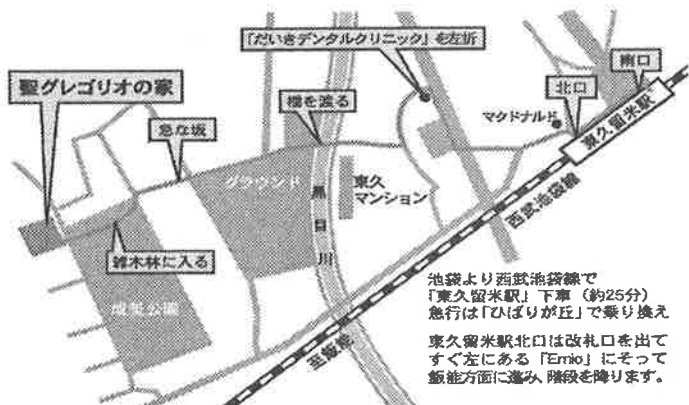 「だいきデンタルクリニック」を左折
南口
北口
聖グレゴリオの家
橋を渡る
マクドナルド
東久留米駅
急な坂
グラウンド
黒目川
東久
マンション
西武池袋線
雑木林に入る
成美公園
至飯能
池袋より西武池袋線で
「東久留米駅」下車（約25分）
急行は「ひばりが丘」で乗り換え
東久留米駅北口は改札口を出て
すぐ左にある「Emio」にそって
飯能方面に進み、階段を降ります。